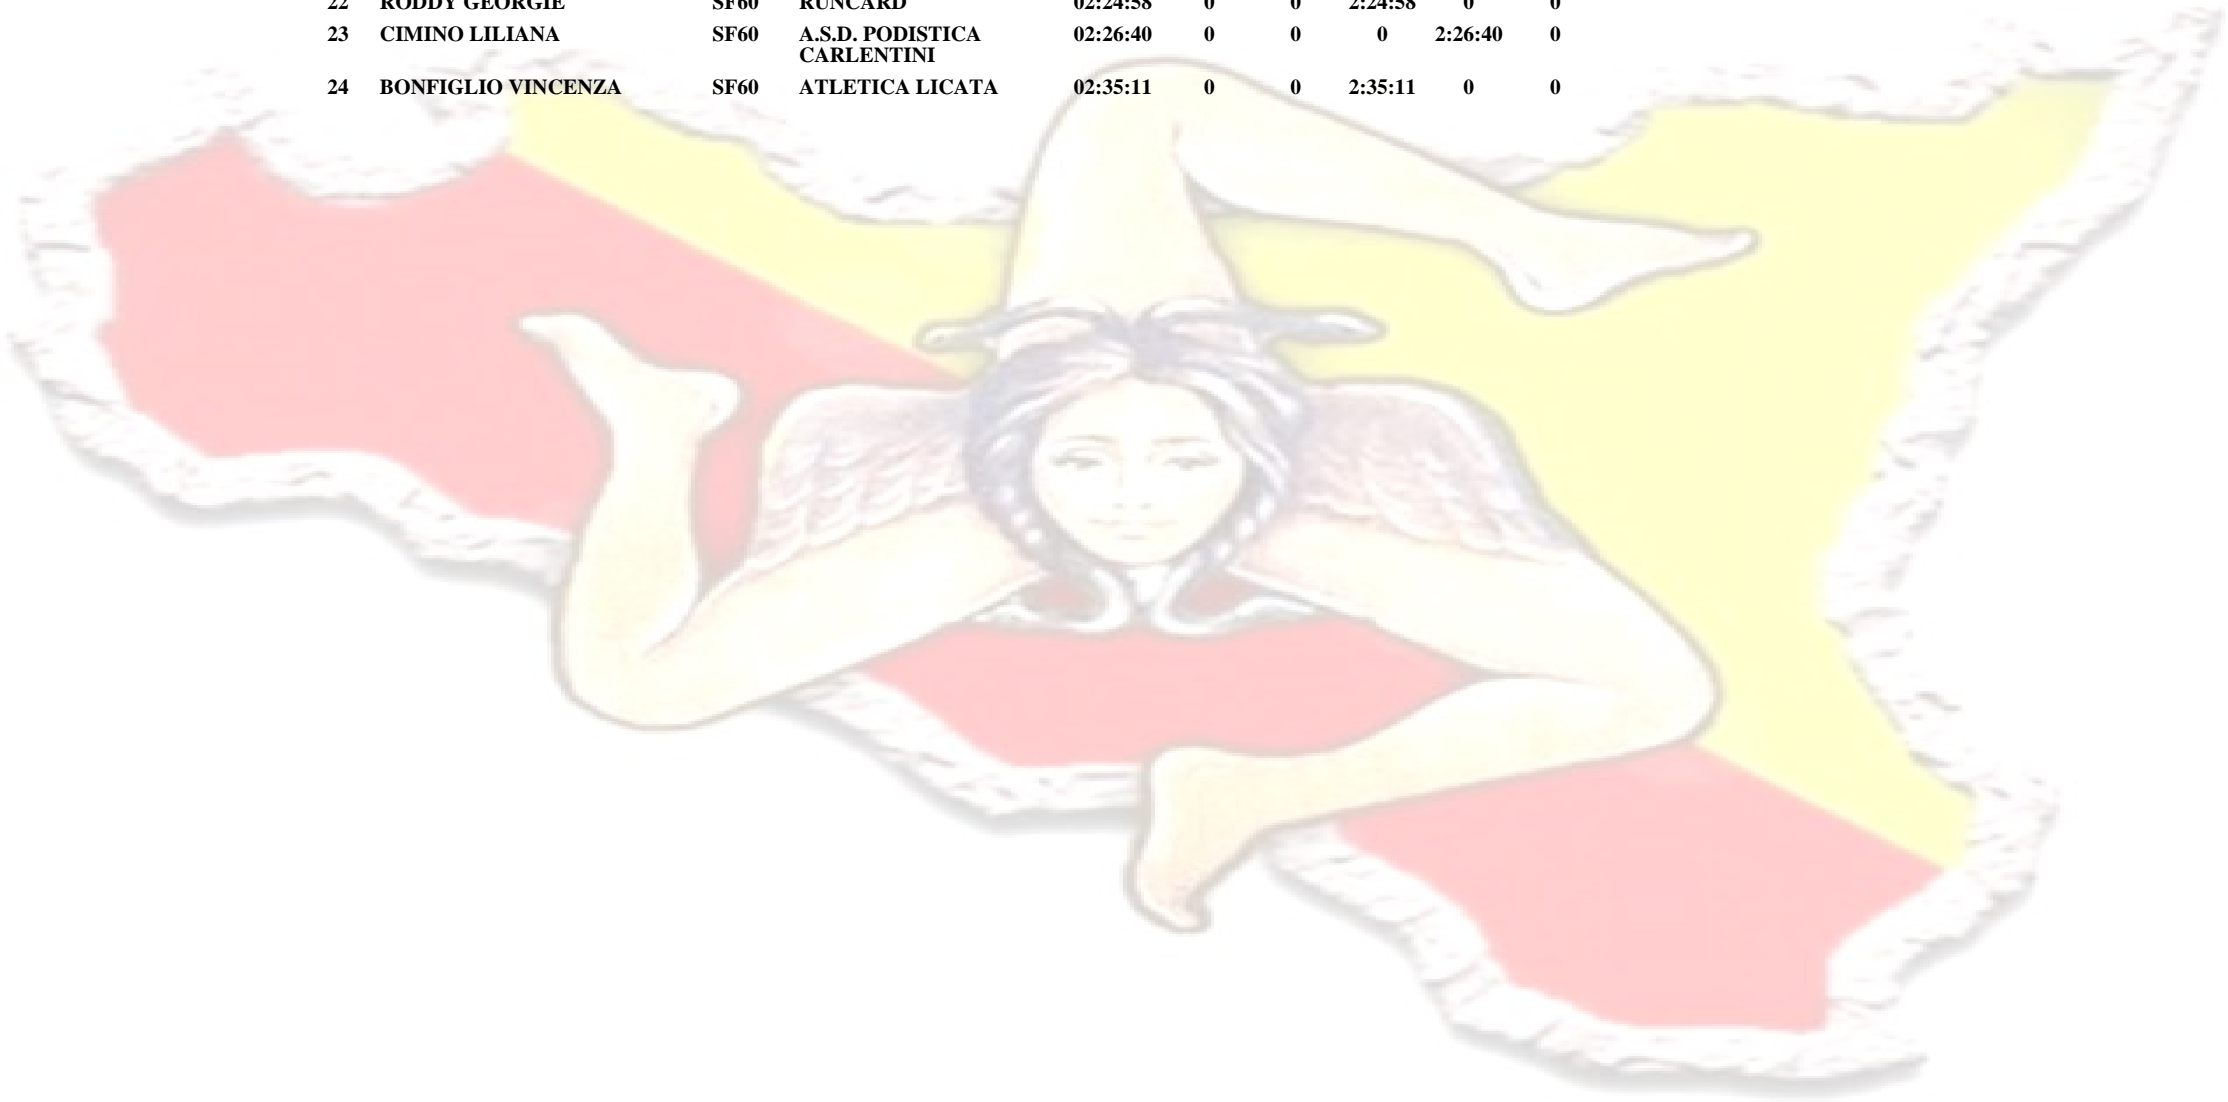 22 RODDY GEORGIE SF60 RUNCARD 02:24:58 0 0 2:24:58 0 0
23 CIMINO LILIANA SF60 A.S.D. PODISTICA 02:26:40 0 0 0 2:26:40 0
CARLENTINI
24 BONFIGLIO VINCENZA SF60 ATLETICA LICATA 02:35:11 0 0 2:35:11 0 0